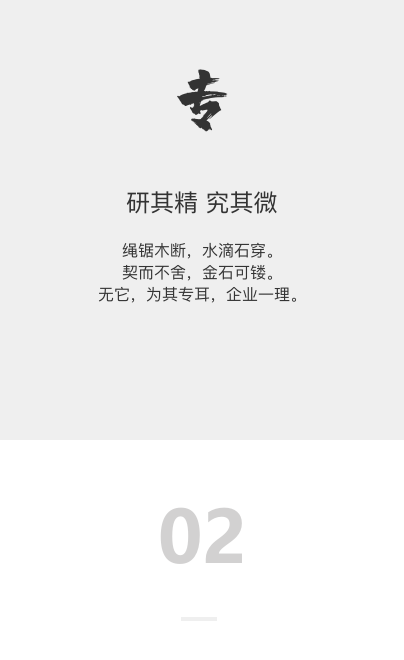 专
研其精 究其微
绳锯木断，水滴石穿。
契而不舍，金石可镂。
无它，为其专耳，企业一理。
02